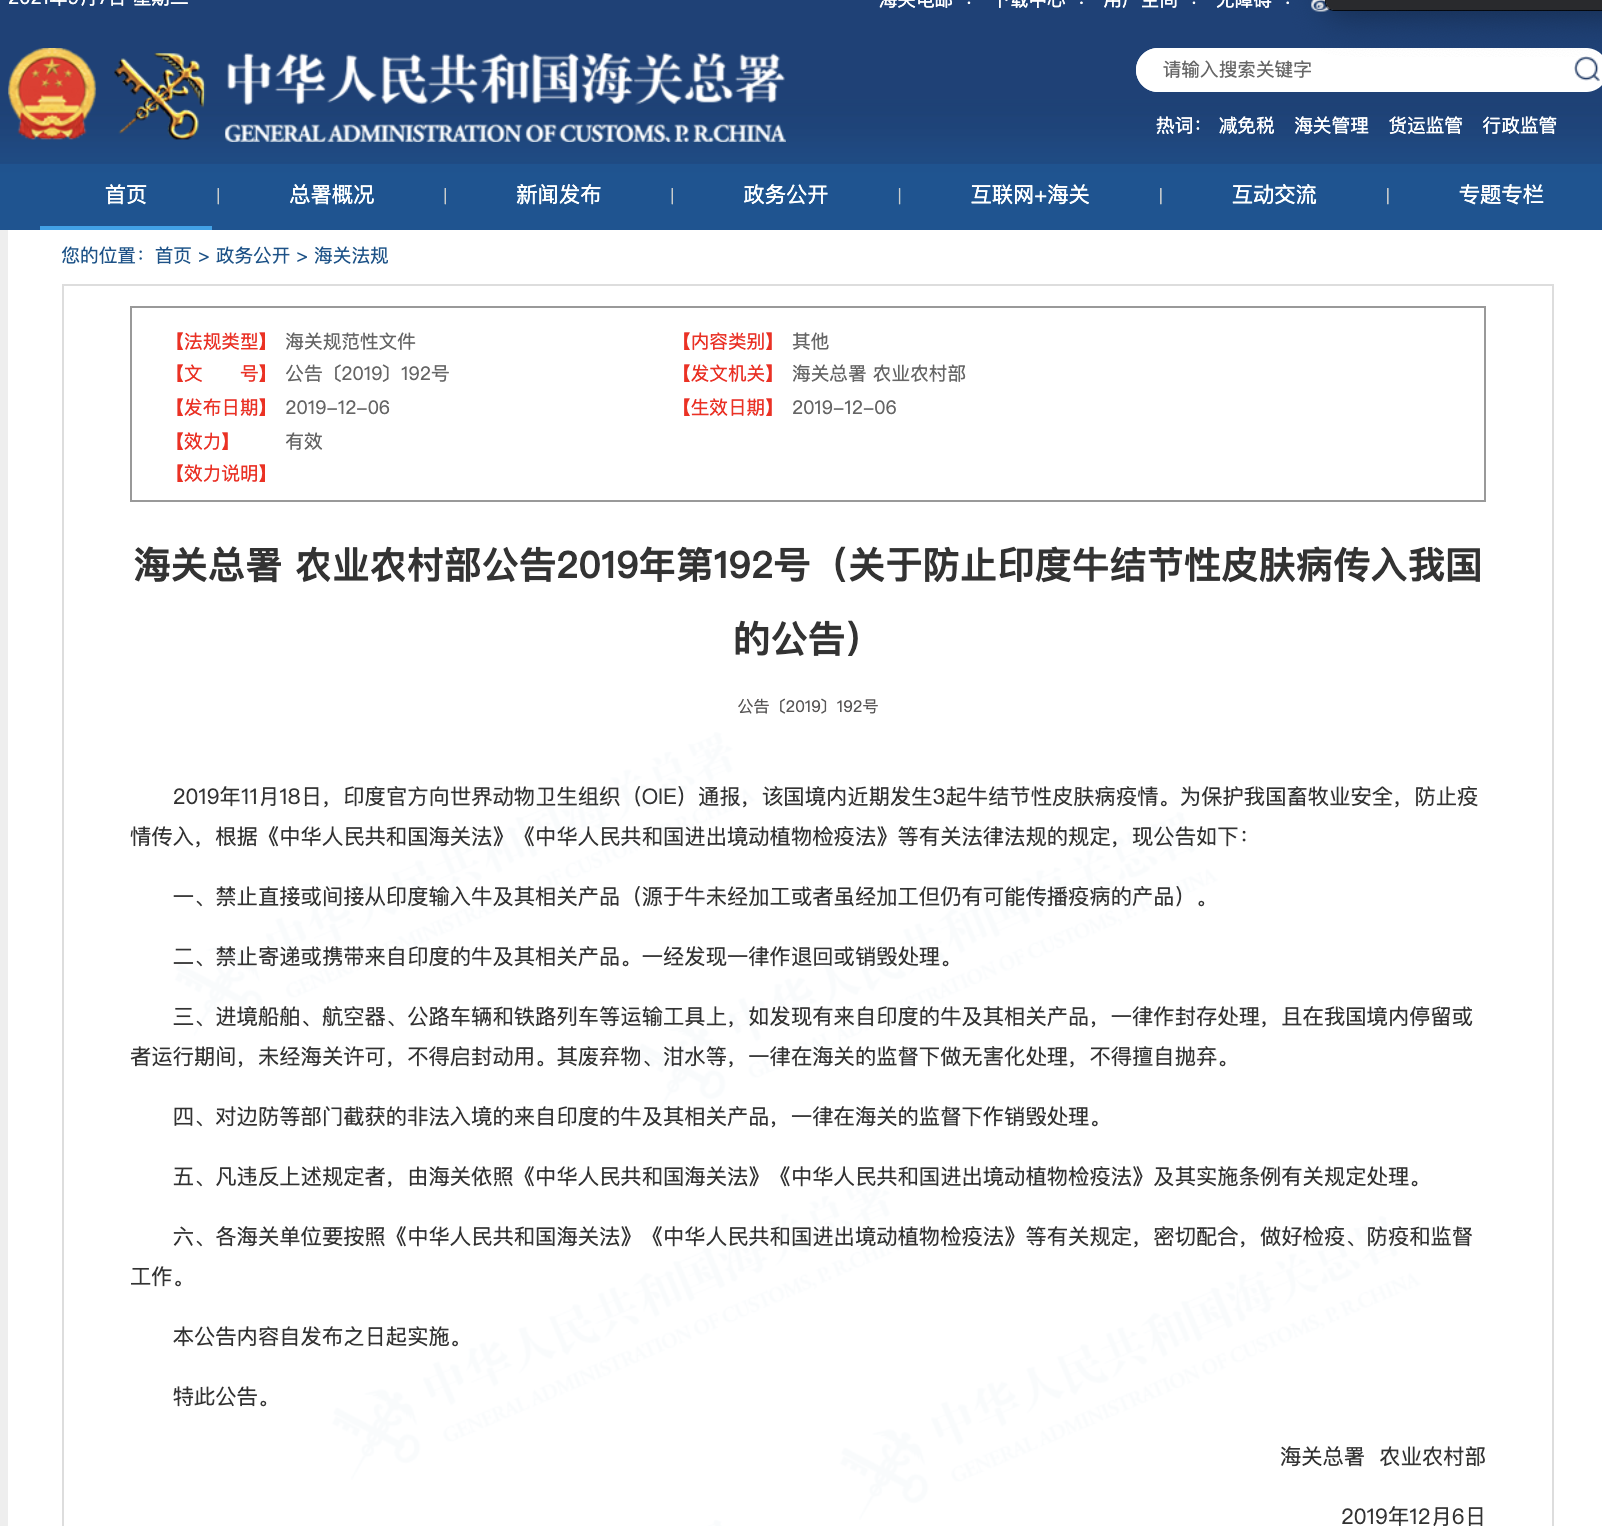 中华人民共和国海关总署
GENERAL ADMINISTRATION OF CUSTOMS, P. R.CHINA
请输入搜索关键字
热词： 减免税 海关管理 货运监管 行政监管
首页 | 总署概况 | 新闻发布 | 政务公开 | 互联网+海关 | 互动交流 | 专题专栏
您的位置：首页 > 政务公开 > 海关法规
【法规类型】 海关规范性文件 【内容类别】 其他
【文　　号】 公告〔2019〕192号 【发文机关】 海关总署 农业农村部
【发布日期】 2019-12-06 【生效日期】 2019-12-06
【效力】 有效
【效力说明】
海关总署 农业农村部公告2019年第192号（关于防止印度牛结节性皮肤病传入我国
的公告）
公告〔2019〕192号
2019年11月18日，印度官方向世界动物卫生组织（OIE）通报，该国境内近期发生3起牛结节性皮肤病疫情。为保护我国畜牧业安全，防止疫
情传入，根据《中华人民共和国海关法》《中华人民共和国进出境动植物检疫法》等有关法律法规的规定，现公告如下：
一、禁止直接或间接从印度输入牛及其相关产品（源于牛未经加工或者虽经加工但仍有可能传播疫病的产品）。
二、禁止寄递或携带来自印度的牛及其相关产品。一经发现一律作退回或销毁处理。
三、进境船舶、航空器、公路车辆和铁路列车等运输工具上，如发现有来自印度的牛及其相关产品，一律作封存处理，且在我国境内停留或
者运行期间，未经海关许可，不得启封动用。其废弃物、泔水等，一律在海关的监督下做无害化处理，不得擅自抛弃。
四、对边防等部门截获的非法入境的来自印度的牛及其相关产品，一律在海关的监督下作销毁处理。
五、凡违反上述规定者，由海关依照《中华人民共和国海关法》《中华人民共和国进出境动植物检疫法》及其实施条例有关规定处理。
六、各海关单位要按照《中华人民共和国海关法》《中华人民共和国进出境动植物检疫法》等有关规定，密切配合，做好检疫、防疫和监督
工作。
本公告内容自发布之日起实施。
特此公告。
海关总署 农业农村部
2019年12月6日